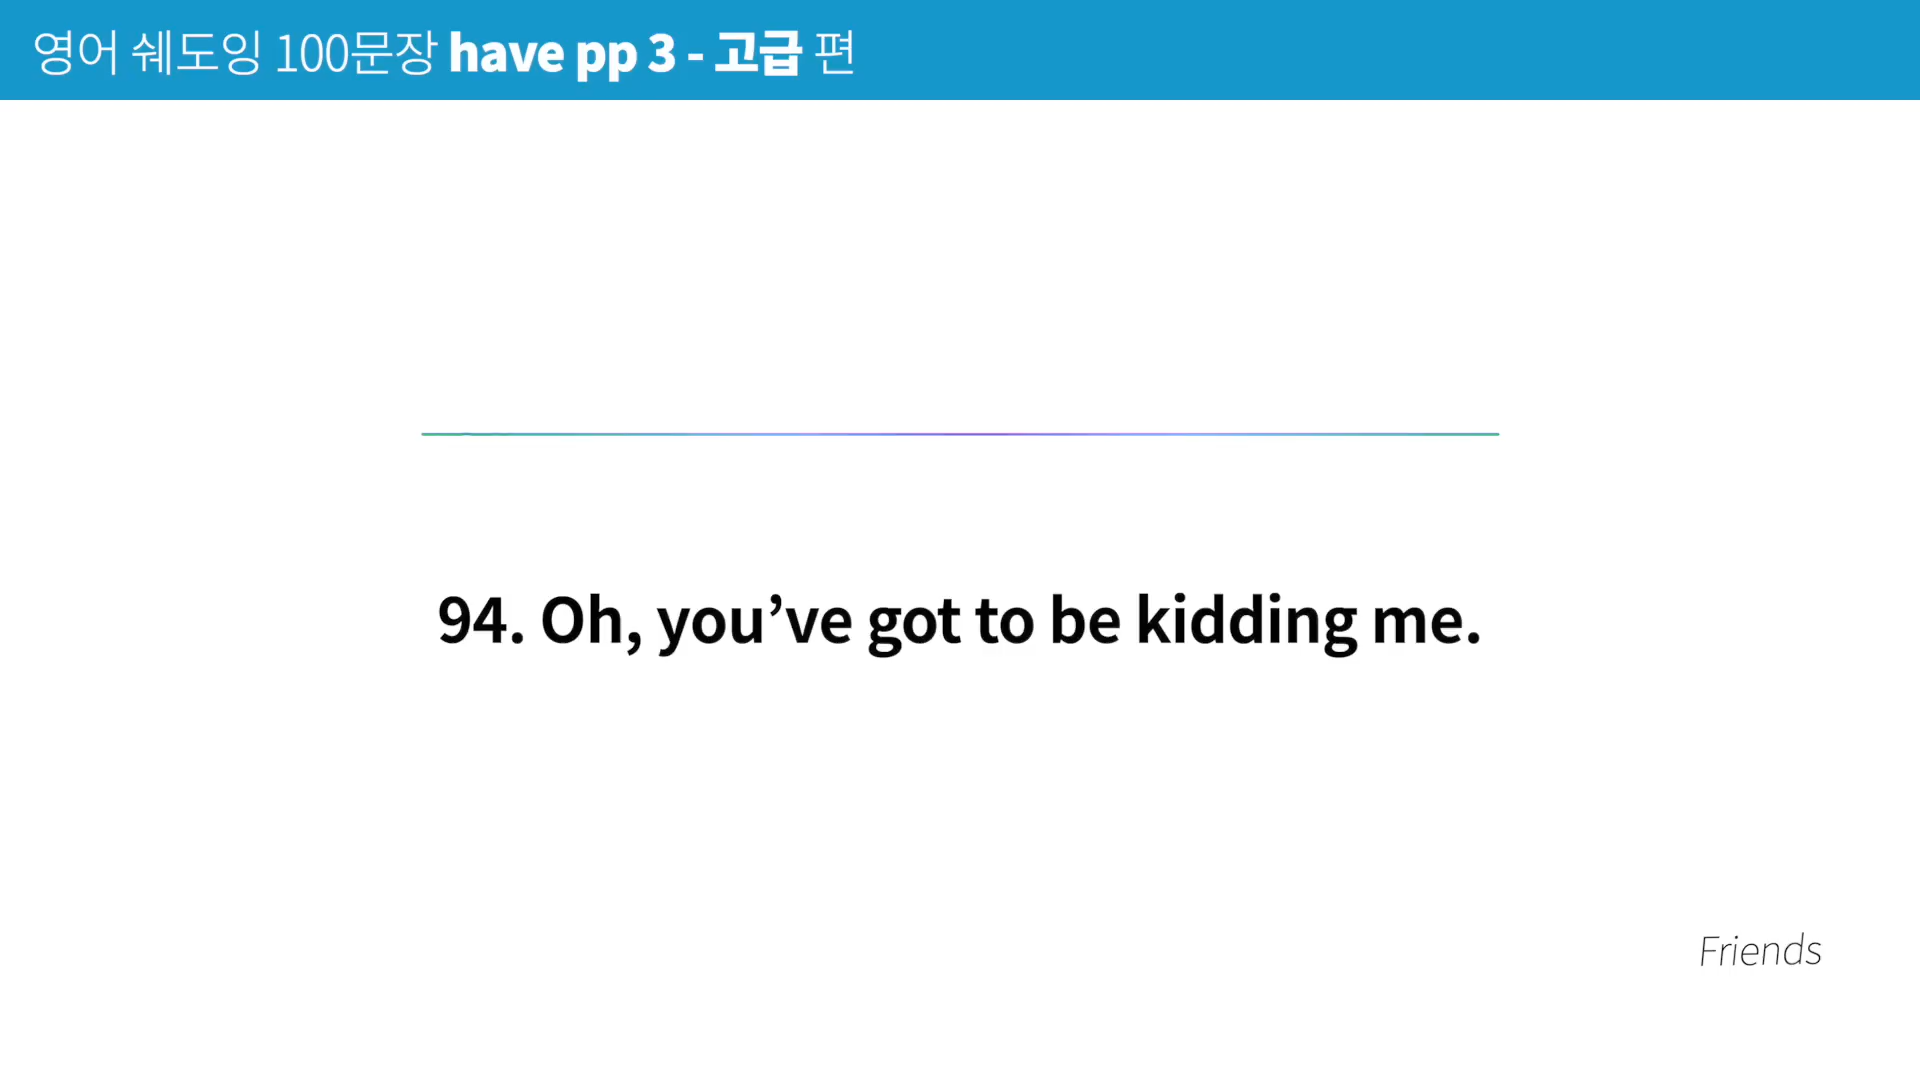 영어 쉐도잉 100문장 have pp 3 - 고급 편
94. Oh, you’ve got to be kidding me.
Friends